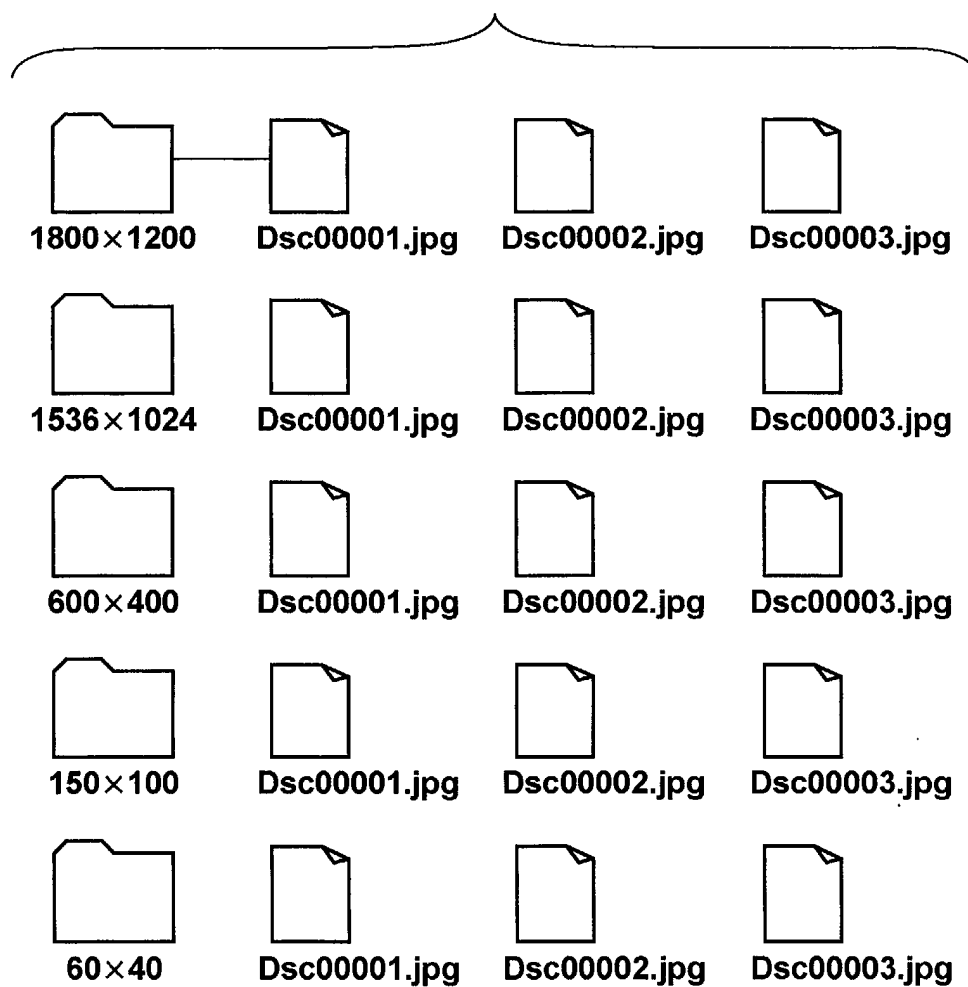 1800×1200 Dsc00001.jpg Dsc00002.jpg Dsc00003.jpg
1536×1024 Dsc00001.jpg Dsc00002.jpg Dsc00003.jpg
600×400 Dsc00001.jpg Dsc00002.jpg Dsc00003.jpg
150×100 Dsc00001.jpg Dsc00002.jpg Dsc00003.jpg
60×40 Dsc00001.jpg Dsc00002.jpg Dsc00003.jpg